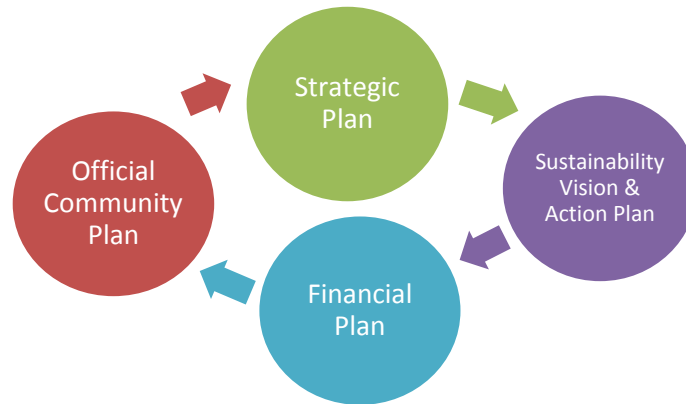 Strategic
Plan
Official
Community
Plan
Sustainability
Vision &
Action Plan
Financial
Plan